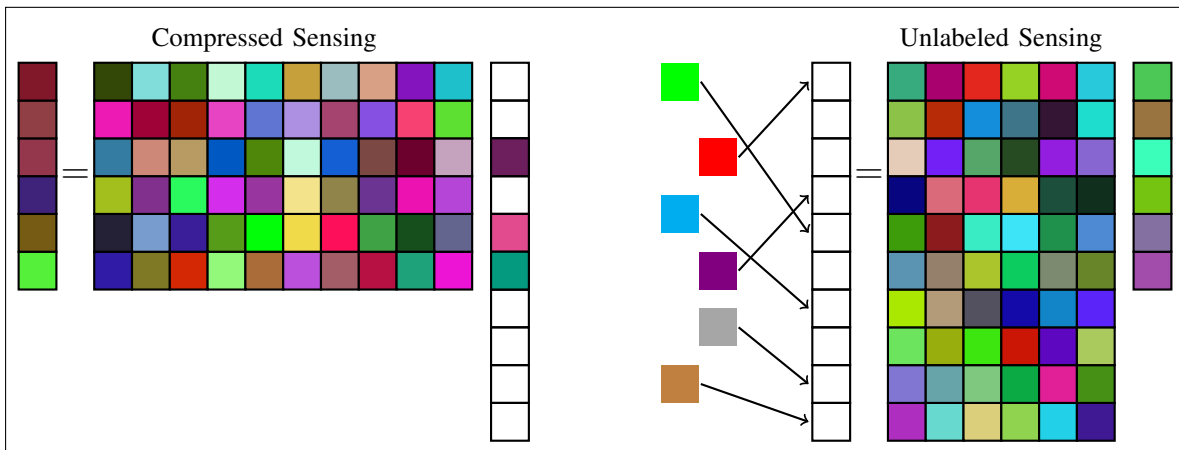 Compressed Sensing
Unlabeled Sensing
=
=